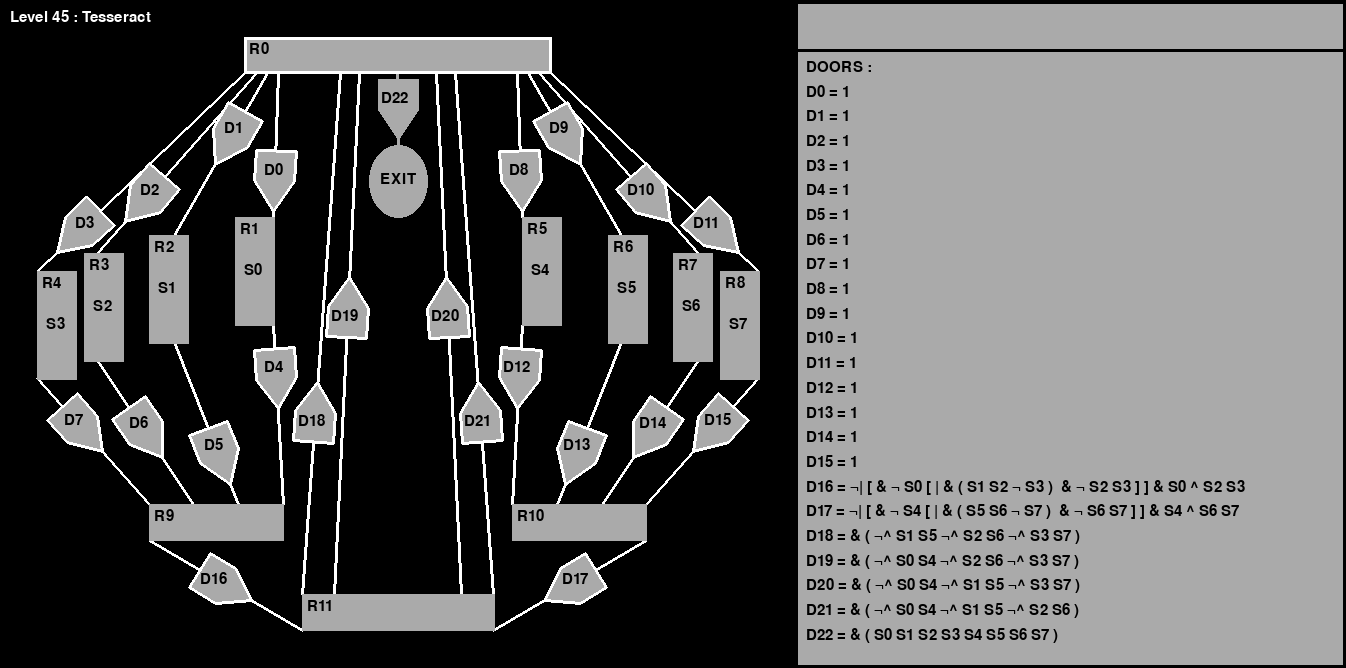 Level 45 : Tesseract
R0
D22
D1
D9
D0
D8
EXIT
D2
D10
D3
D11
R1
R5
R2
R6
R3
R7
S0
S4
R4
R8
S1
S5
S2
S6
D19
D20
S3
S7
D4
D12
D7
D6
D18
D21
D14
D15
D5
D13
R9
R10
D16
D17
R11
DOORS :
D0 = 1
D1 = 1
D2 = 1
D3 = 1
D4 = 1
D5 = 1
D6 = 1
D7 = 1
D8 = 1
D9 = 1
D10 = 1
D11 = 1
D12 = 1
D13 = 1
D14 = 1
D15 = 1
D16 = ¬| [ & ¬ S0 [ | & ( S1 S2 ¬ S3 ) & ¬ S2 S3 ] ] & S0 ^ S2 S3
D17 = ¬| [ & ¬ S4 [ | & ( S5 S6 ¬ S7 ) & ¬ S6 S7 ] ] & S4 ^ S6 S7
D18 = & ( ¬^ S1 S5 ¬^ S2 S6 ¬^ S3 S7 )
D19 = & ( ¬^ S0 S4 ¬^ S2 S6 ¬^ S3 S7 )
D20 = & ( ¬^ S0 S4 ¬^ S1 S5 ¬^ S3 S7 )
D21 = & ( ¬^ S0 S4 ¬^ S1 S5 ¬^ S2 S6 )
D22 = & ( S0 S1 S2 S3 S4 S5 S6 S7 )